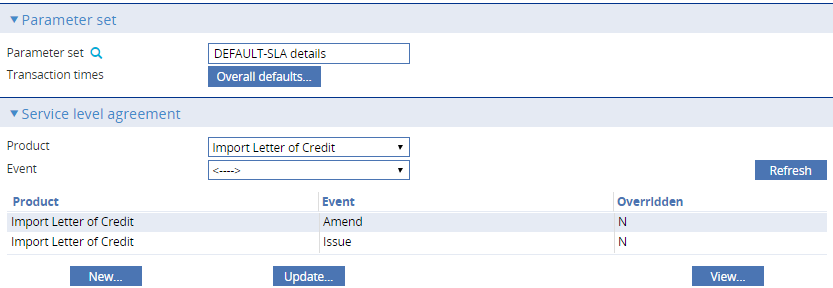 Parameter set
Parameter set DEFAULT-SLA details
Transaction times Overall defaults...
Service level agreement
Product Import Letter of Credit
Event <---->
Refresh
Product Event Overridden
Import Letter of Credit Amend N
Import Letter of Credit Issue N
New... Update... View...